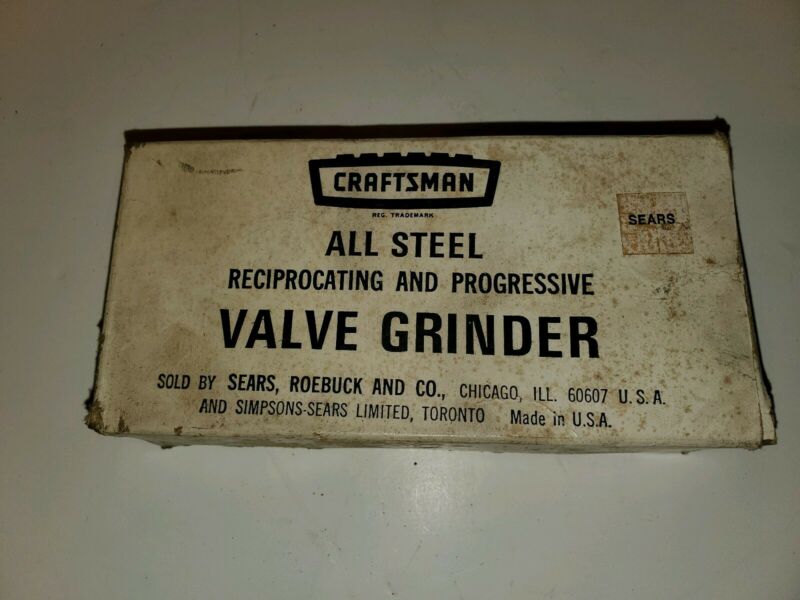 CRAFTSMAN
REG. TRADEMARK
SEARS
ALL STEEL
RECIPROCATING AND PROGRESSIVE
VALVE GRINDER
SOLD BY SEARS, ROEBUCK AND CO., CHICAGO, ILL. 60607 U.S.A.
AND SIMPSONS-SEARS LIMITED, TORONTO Made in U.S.A.